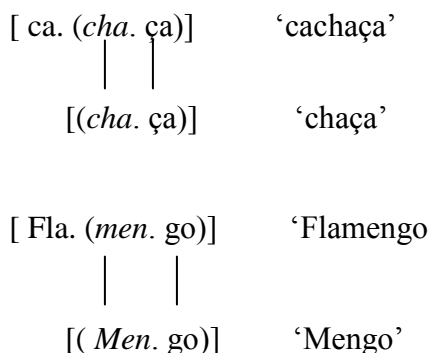 [ ca. (cha. ça)] ‘cachaça’
[(cha. ça)] ‘chaça’
[ Fla. (men. go)] ‘Flamengo
[( Men. go)] ‘Mengo’